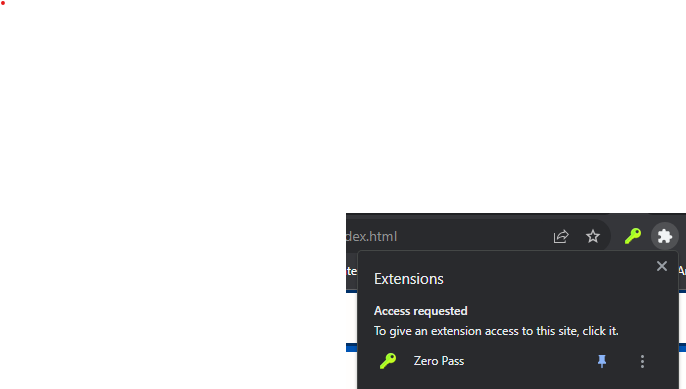 dex.html
Extensions
Access requested
To give an extension access to this site, click it.
Zero Pass